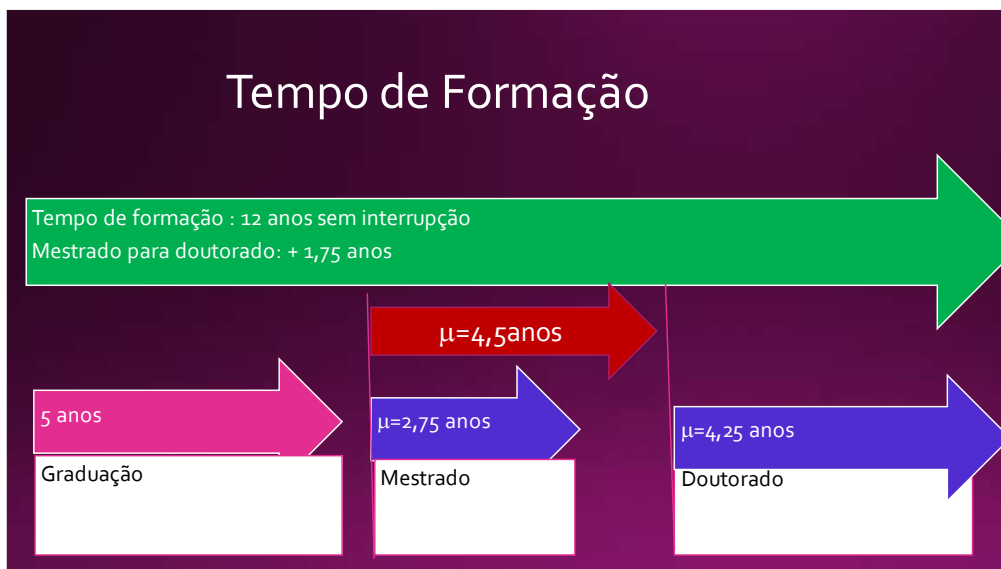 Tempo de Formação
Tempo de formação : 12 anos sem interrupção
Mestrado para doutorado: + 1,75 anos
μ=4,5anos
5 anos
μ=2,75 anos
μ=4,25 anos
Graduação
Mestrado
Doutorado